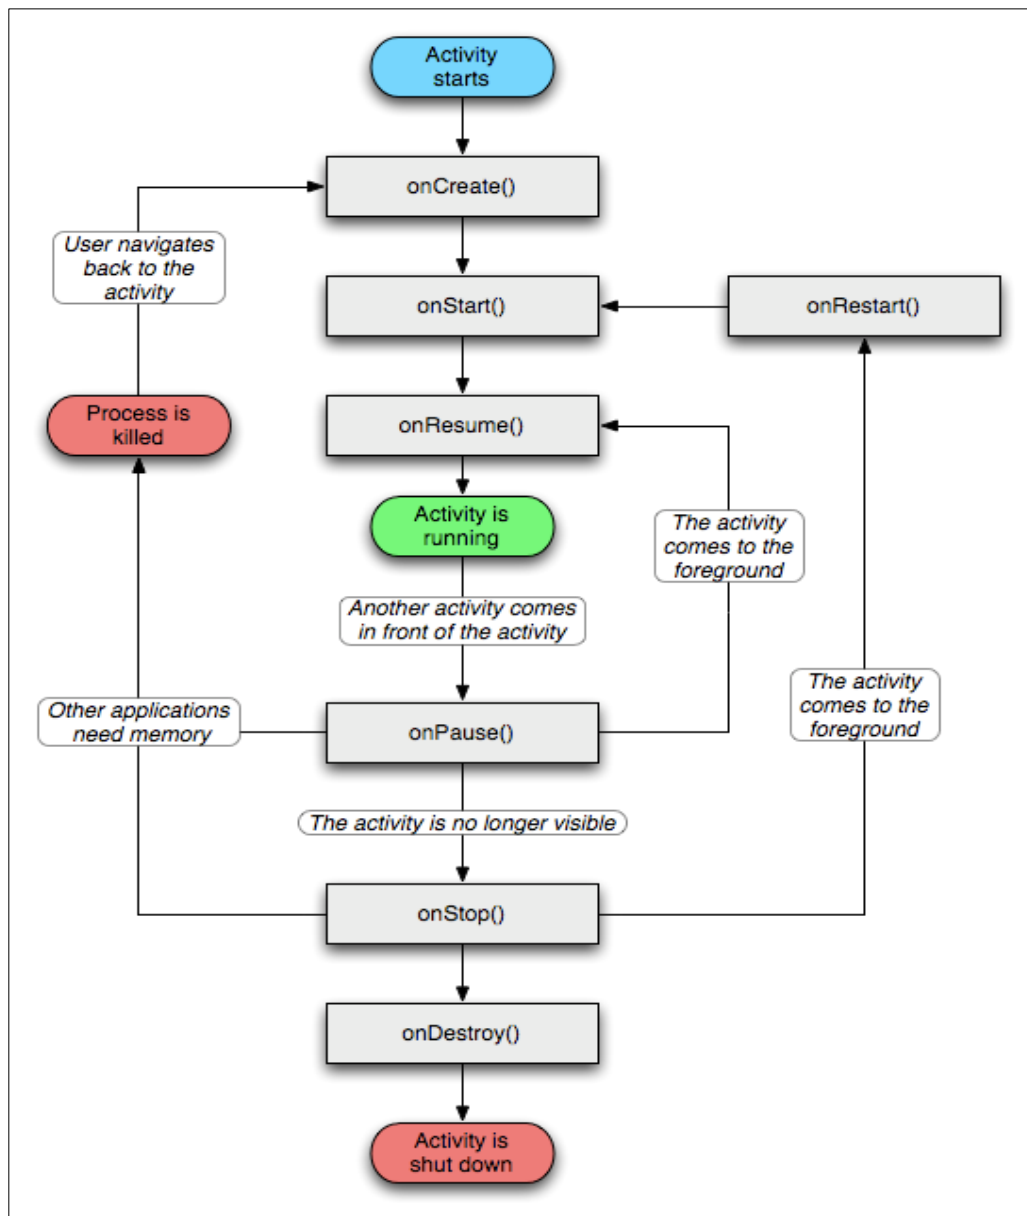 Activity
starts
onCreate()
User navigates
back to the
activity
onStart()
onRestart()
Process is
killed
onResume()
Activity is
running
The activity
comes to the
foreground
Another activity comes
in front of the activity
The activity
comes to the
foreground
Other applications
need memory
onPause()
The activity is no longer visible
onStop()
onDestroy()
Activity is
shut down